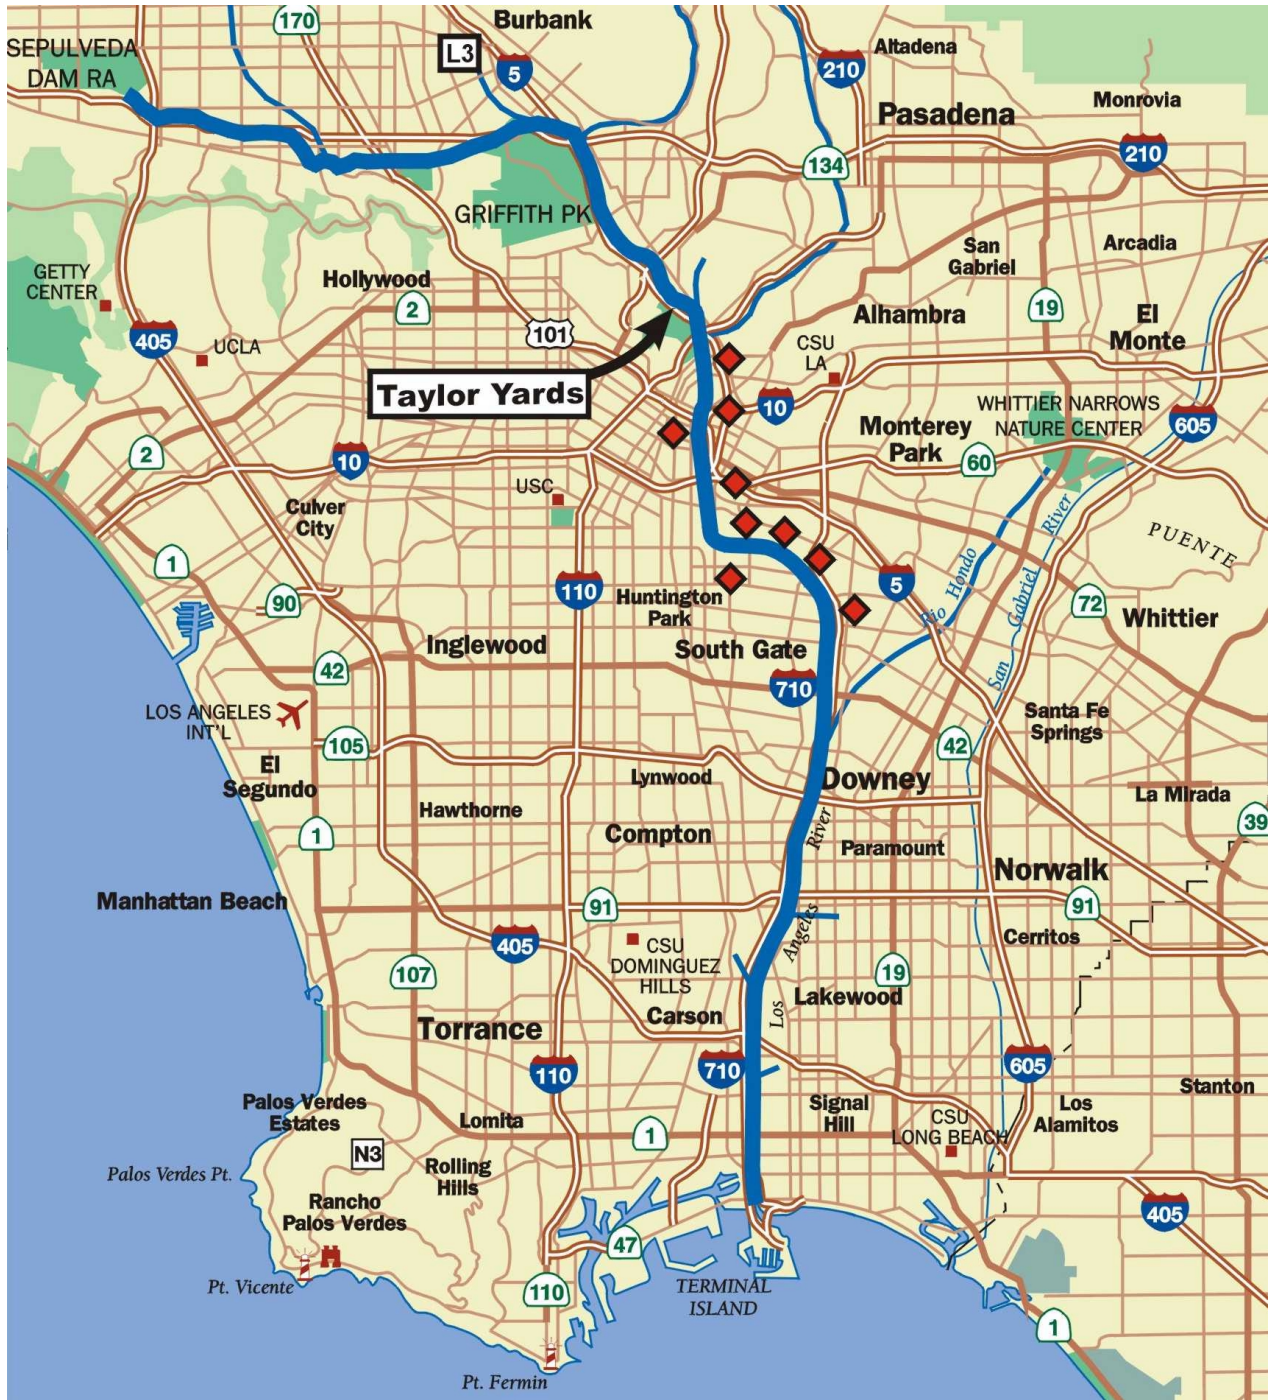 170
Burbank
L3
5
SEPULVEDA
DAM RA
210
Altadena
Pasadena
Monrovia
210
134
GRIFFITH PK
San
Gabriel
Arcadia
GETTY
CENTER
Hollywood
2
19
El
Monte
405
UCLA
101
Alhambra
CSU
LA
Taylor Yards
10
WHITTIER NARROWS
NATURE CENTER
605
2
10
Monterey
Park
60
USC
Culver
City
River
PUENTE
1
90
110
Huntington
Park
5
Rio Hondo
Gabriel
72
Whittier
Inglewood
South Gate
42
710
San
LOS ANGELES
INT'L
105
42
Santa Fe
Springs
El
Segundo
Lynwood
Downey
La Mirada
Hawthorne
1
Compton
River
Paramount
39
Norwalk
Manhattan Beach
91
91
405
CSU
DOMINGUEZ
HILLS
Angeles
Cerritos
107
19
Lakewood
Torrance
Carson
Los
110
710
605
Stanton
Palos Verdes
Estates
Lomita
1
Signal
Hill
CSU
LONG BEACH
Los
Alamitos
N3
Palos Verdes Pt.
Rolling
Hills
Rancho
Palos Verdes
405
47
Pt. Vicente
110
TERMINAL
ISLAND
1
Pt. Fermin